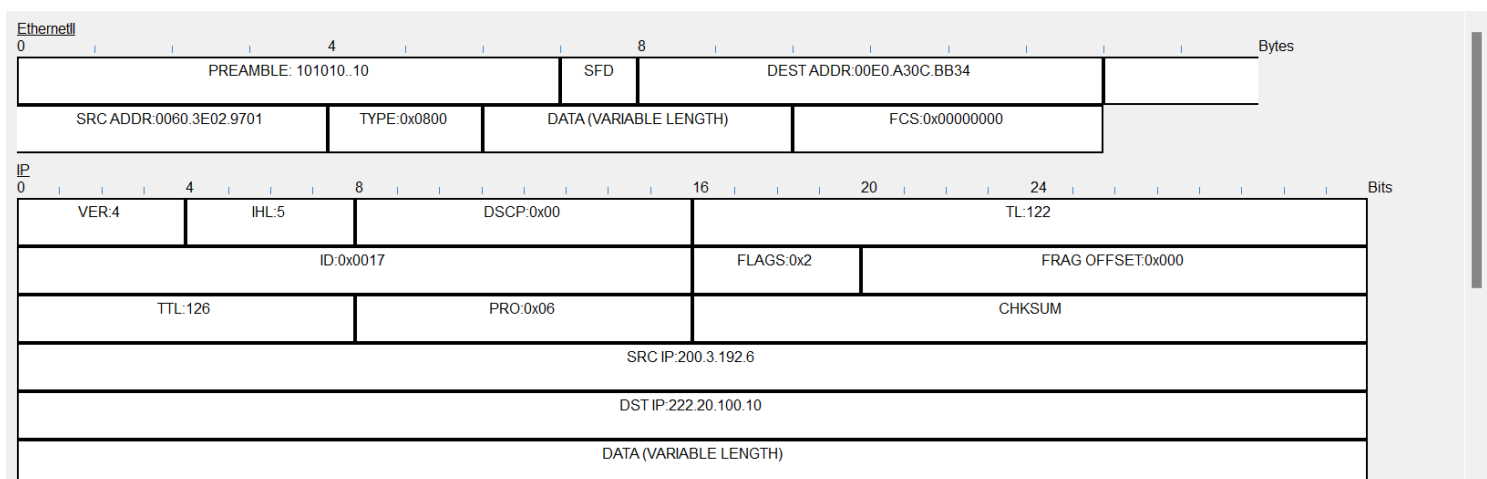 EthernetII
0 4 8 Bytes
PREAMBLE: 101010..10 SFD DEST ADDR:00E0.A30C.BB34
SRC ADDR:0060.3E02.9701 TYPE:0x0800 DATA (VARIABLE LENGTH) FCS:0x00000000
IP
0 4 8 16 20 24 Bits
VER:4 IHL:5 DSCP:0x00 TL:122
ID:0x0017 FLAGS:0x2 FRAG OFFSET:0x000
TTL:126 PRO:0x06 CHKSUM
SRC IP:200.3.192.6
DST IP:222.20.100.10
DATA (VARIABLE LENGTH)